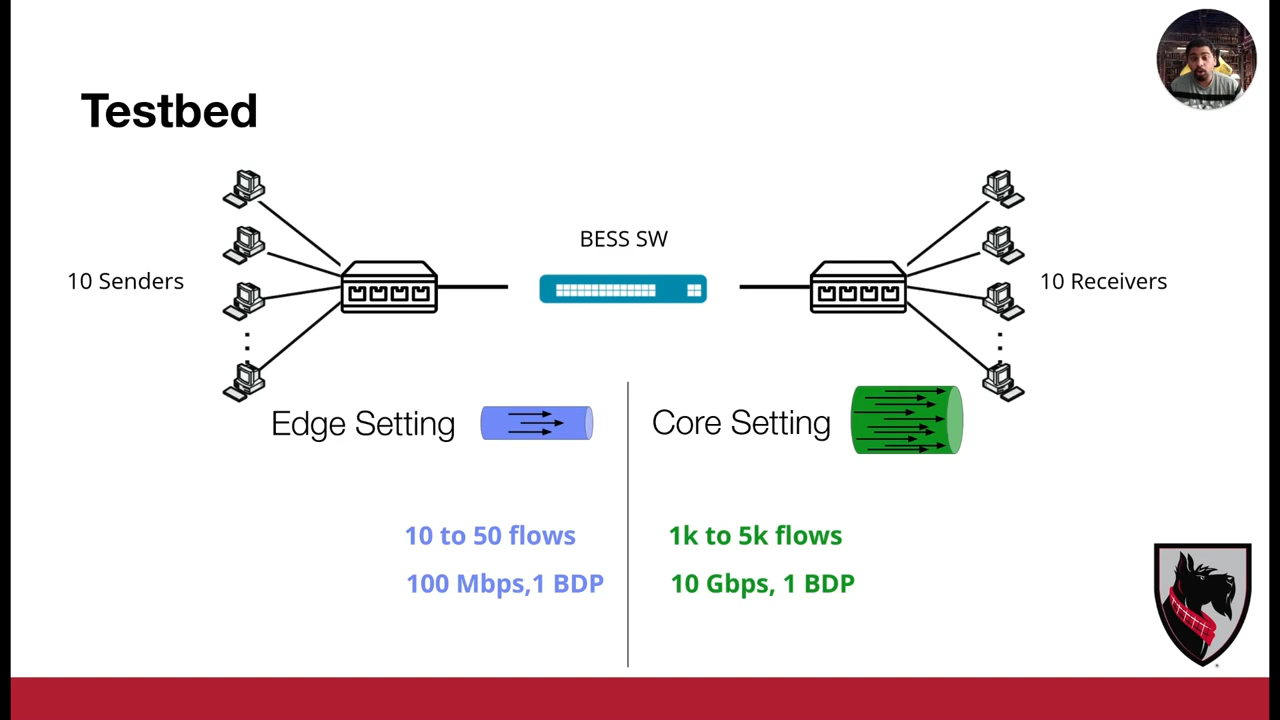 Testbed
BESS SW
10 Senders
10 Receivers
Edge Setting
Core Setting
10 to 50 flows
1k to 5k flows
100 Mbps,1 BDP
10 Gbps, 1 BDP